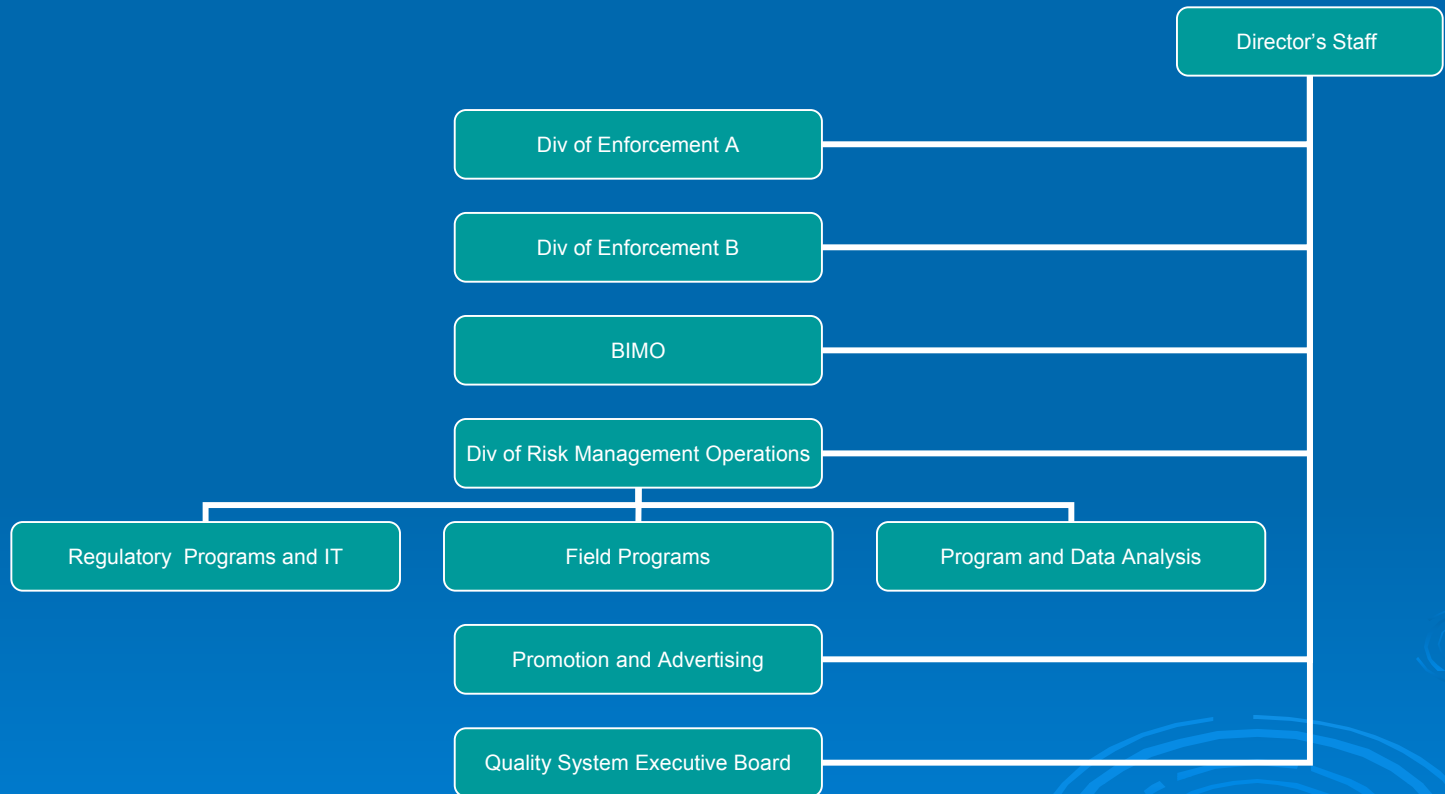 Director’s Staff
Div of Enforcement A
Div of Enforcement B
BIMO
Div of Risk Management Operations
Regulatory  Programs and IT
Field Programs
Program and Data Analysis
Promotion and Advertising
Quality System Executive Board